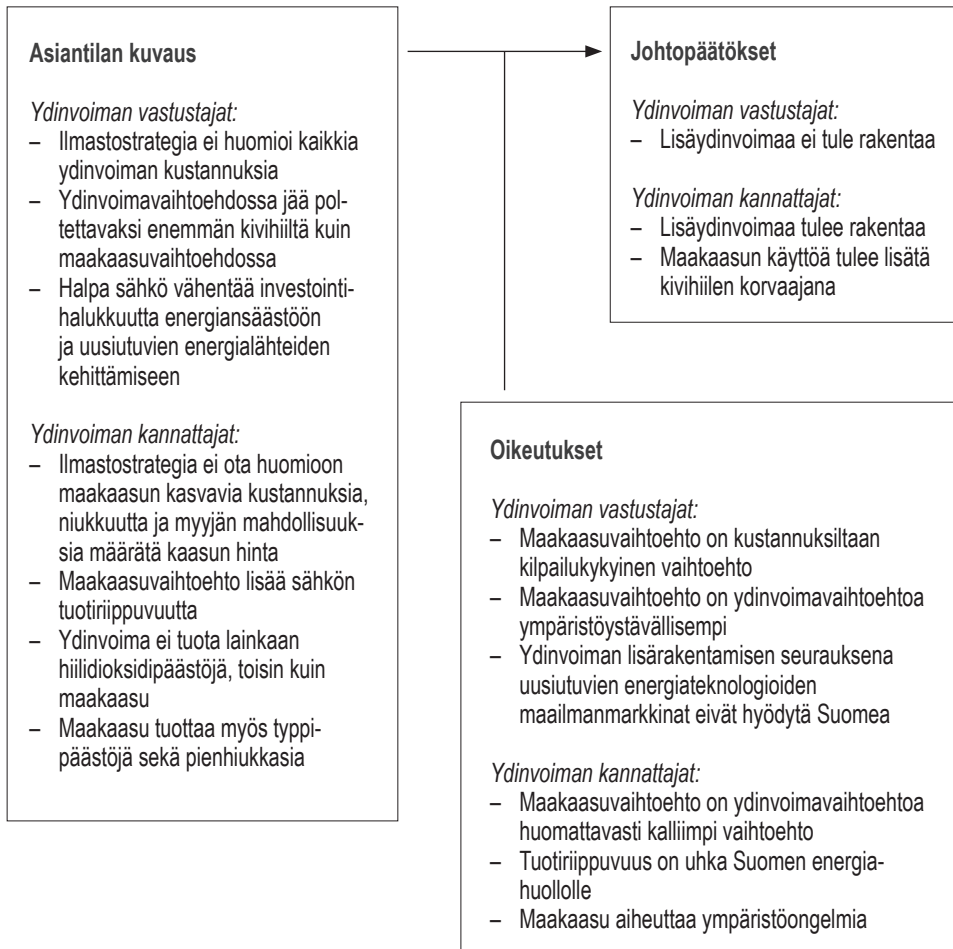 Asiantilan kuvaus
Ydinvoiman vastustajat:
– Ilmastostrategia ei huomioi kaikkia
ydinvoiman kustannuksia
– Ydinvoimavaihtoehdossa jää pol-
tettavaksi enemmän kivihiiltä kuin
maakaasuvaihtoehdossa
– Halpa sähkö vähentää investointi-
halukkuutta energiansäästöön
ja uusiutuvien energialähteiden
kehittämiseen
Ydinvoiman kannattajat:
– Ilmastostrategia ei ota huomioon
maakaasun kasvavia kustannuksia,
niukkuutta ja myyjän mahdollisuuk-
sia määrätä kaasun hinta
– Maakaasuvaihtoehto lisää sähkön
tuotiriippuvuutta
– Ydinvoima ei tuota lainkaan
hiilidioksidipäästöjä, toisin kuin
maakaasu
– Maakaasu tuottaa myös typpi-
päästöjä sekä pienhiukkasia
Johtopäätökset
Ydinvoiman vastustajat:
– Lisäydinvoimaa ei tule rakentaa
Ydinvoiman kannattajat:
– Lisäydinvoimaa tulee rakentaa
– Maakaasun käyttöä tulee lisätä
kivihiilen korvaajana
Oikeutukset
Ydinvoiman vastustajat:
– Maakaasuvaihtoehto on kustannuksiltaan
kilpailukykyinen vaihtoehto
– Maakaasuvaihtoehto on ydinvoimavaihtoehtoa
ympäristöystävällisempi
– Ydinvoiman lisärakentamisen seurauksena
uusiutuvien energiateknologioiden
maailmanmarkkinat eivät hyödytä Suomea
Ydinvoiman kannattajat:
– Maakaasuvaihtoehto on ydinvoimavaihtoehtoa
huomattavasti kalliimpi vaihtoehto
– Tuotiriippuvuus on uhka Suomen energia-
huollolle
– Maakaasu aiheuttaa ympäristöongelmia